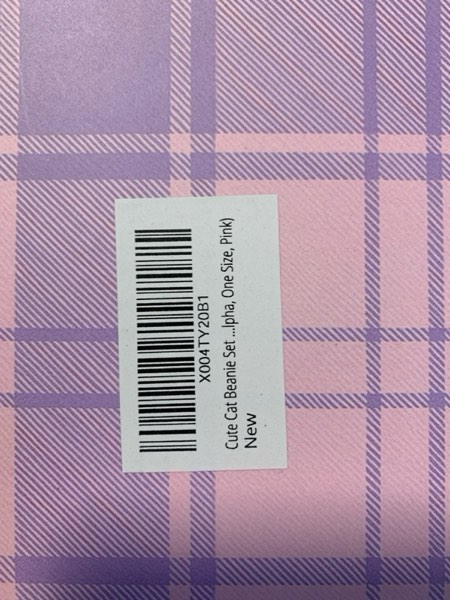 X004TY20B1
Cute Cat Beanie Set ...lpha, One Size, Pink)
New